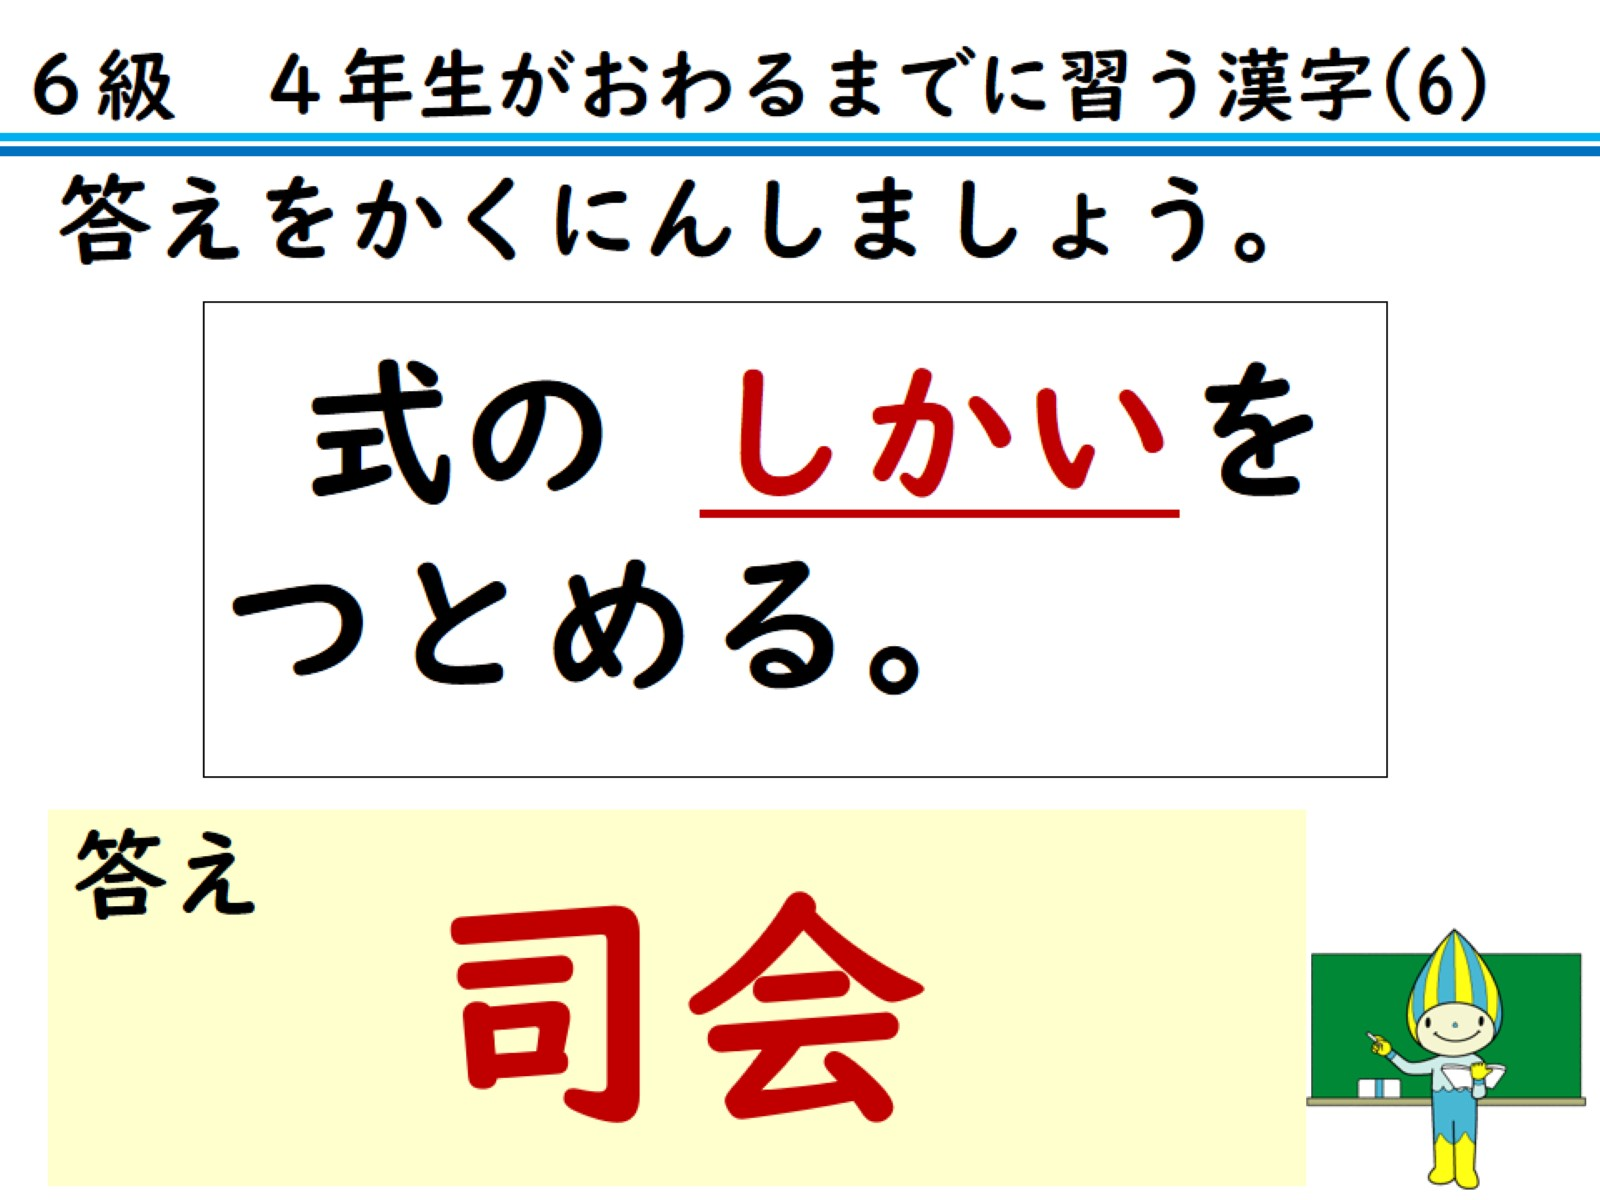 ６級　４年生がおわるまでに習う漢字(6)
答えをかくにんしましょう。
式の しかいを
つとめる。
答え
司会